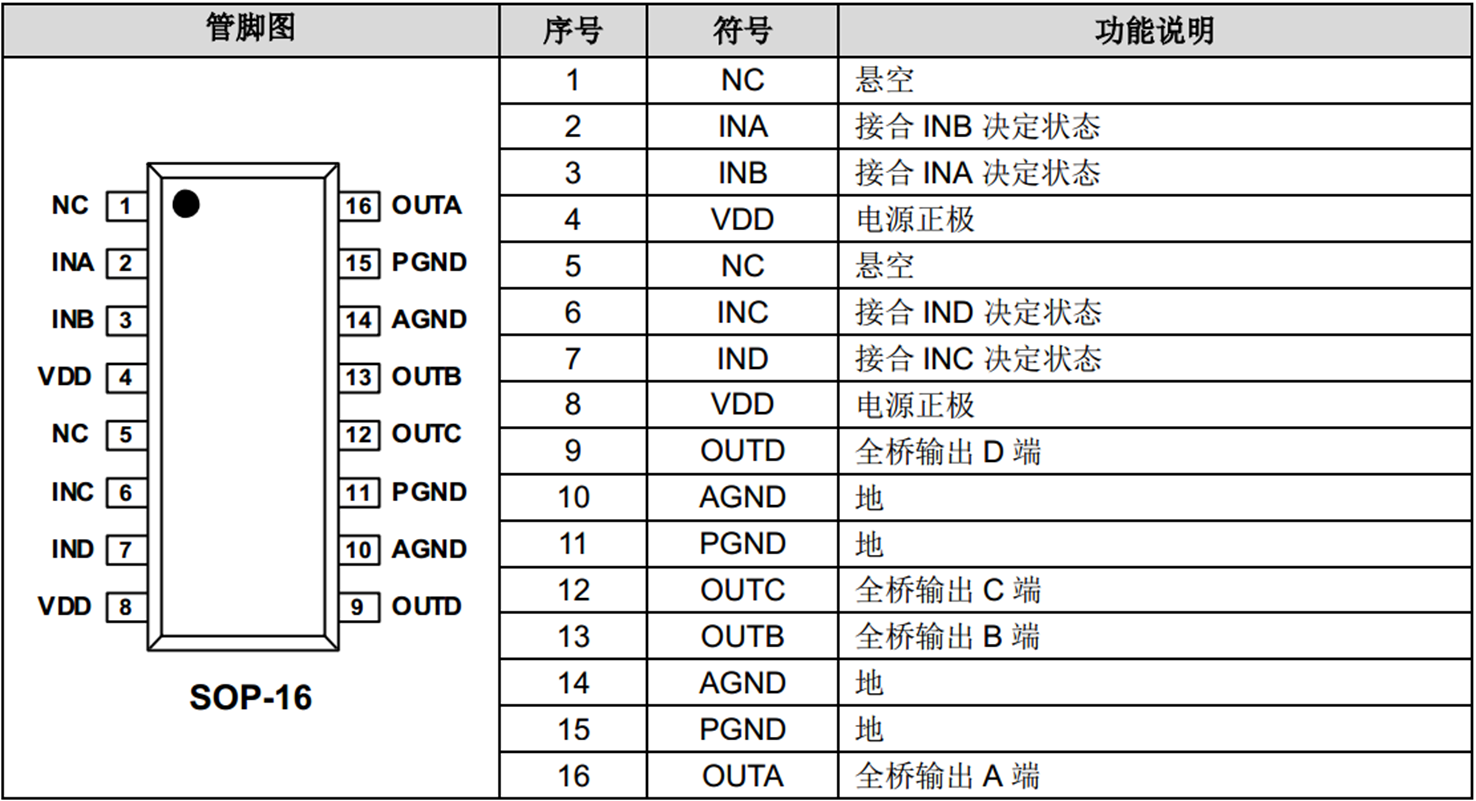 管脚图 序号 符号 功能说明
1 NC 悬空
2 INA 接合 INB 决定状态
3 INB 接合 INA 决定状态
4 VDD 电源正极
5 NC 悬空
6 INC 接合 IND 决定状态
7 IND 接合 INC 决定状态
8 VDD 电源正极
9 OUTD 全桥输出 D 端
10 AGND 地
11 PGND 地
12 OUTC 全桥输出 C 端
13 OUTB 全桥输出 B 端
14 AGND 地
15 PGND 地
16 OUTA 全桥输出 A 端
NC 1 16 OUTA
INA 2 15 PGND
INB 3 14 AGND
VDD 4 13 OUTB
NC 5 12 OUTC
INC 6 11 PGND
IND 7 10 AGND
VDD 8 9 OUTD
SOP-16